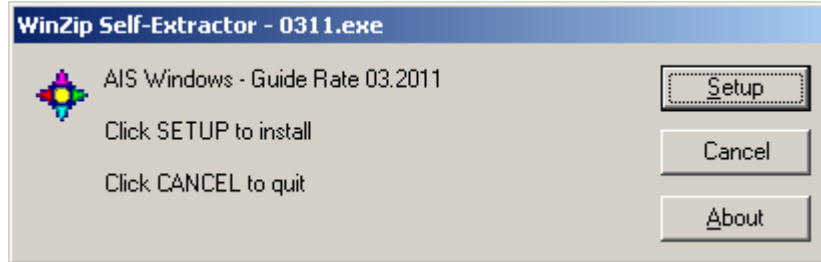 WinZip Self-Extractor - 0311.exe
AIS Windows - Guide Rate 03.2011
Setup
Click SETUP to install
Cancel
Click CANCEL to quit
About